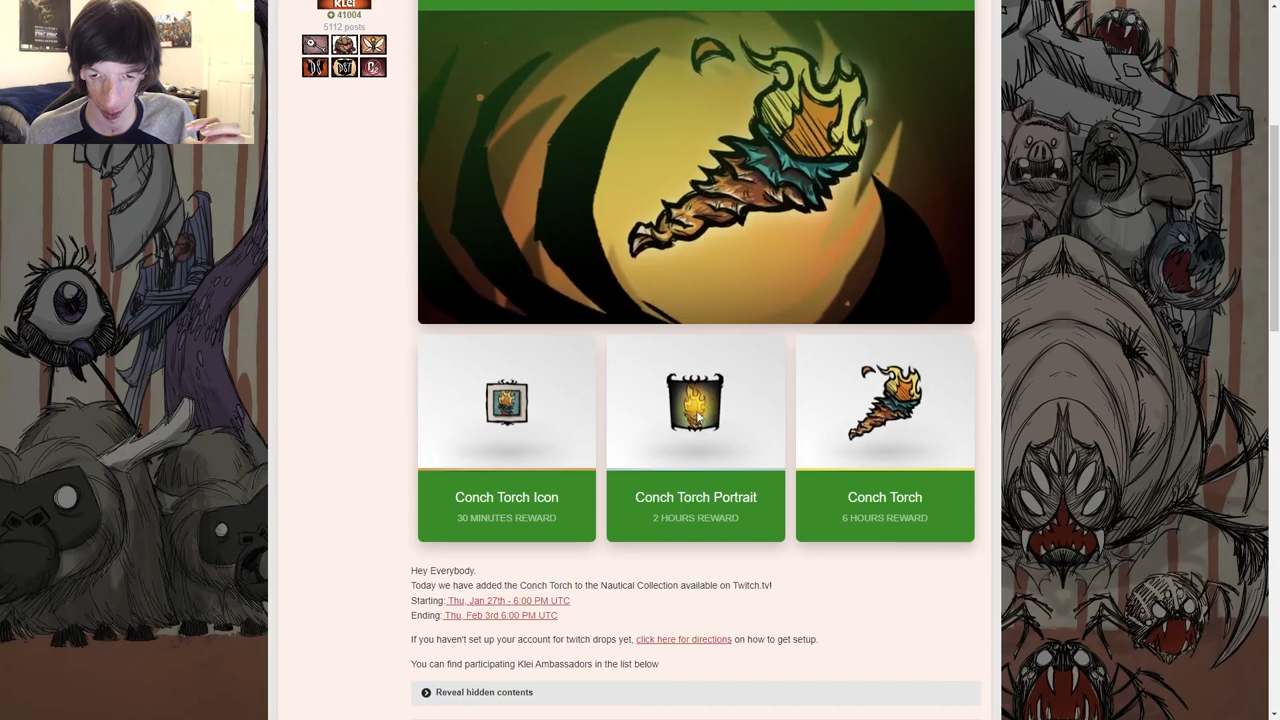 Klei
41004
5112 posts
Conch Torch Icon
30 MINUTES REWARD
Conch Torch Portrait
2 HOURS REWARD
Conch Torch
6 HOURS REWARD
Hey Everybody.
Today we have added the Conch Torch to the Nautical Collection available on Twitch.tv!
Starting: Thu, Jan 27th - 6:00 PM UTC
Ending: Thu, Feb 3rd 6:00 PM UTC
If you haven't set up your account for twitch drops yet, click here for directions on how to get setup.
You can find participating Klei Ambassadors in the list below
Reveal hidden contents